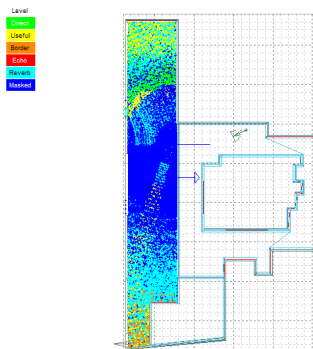 Level
Direct
Useful
Border
Echo
Reverb
Masked